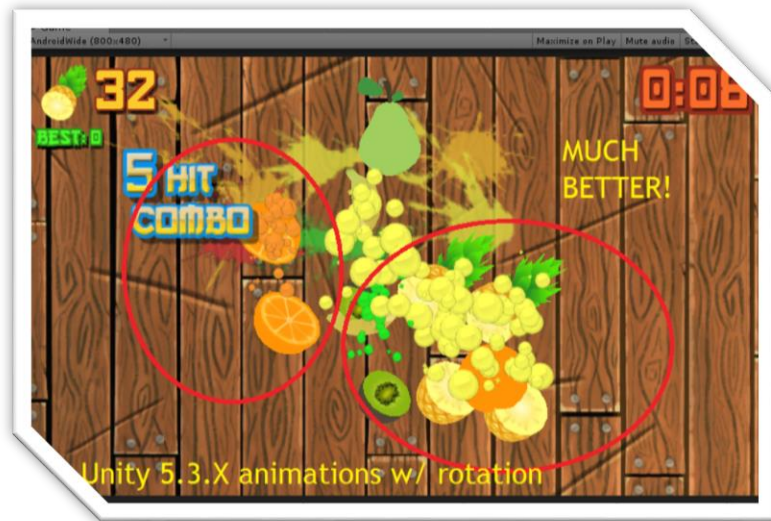 AndroidWide (800x480)
Maximize on Play Mute audio
32
0:08
BEST: 0
MUCH
BETTER!
5 HIT
COMBO
Unity 5.3.X animations w/ rotation